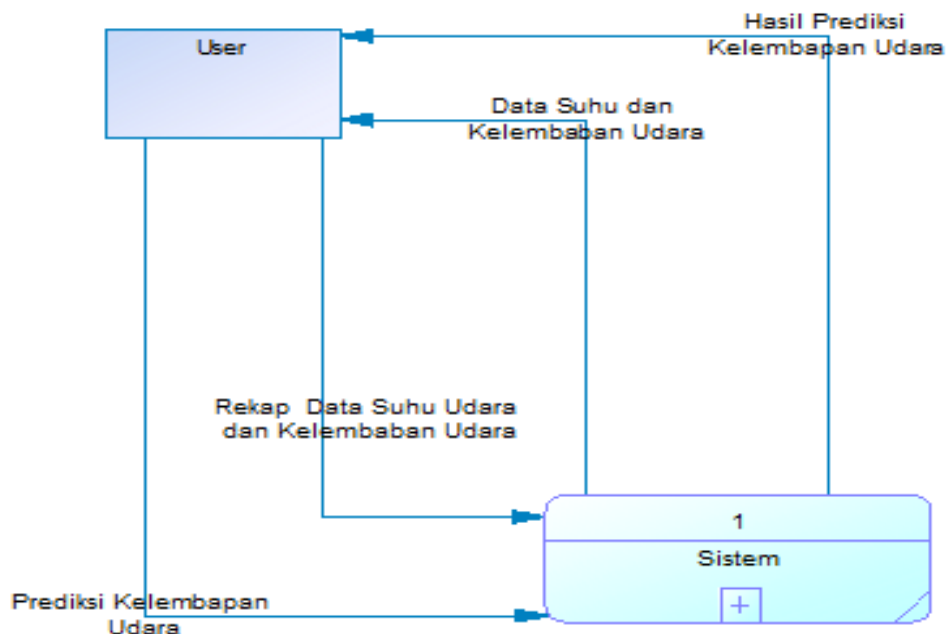 Hasil Prediksi
Kelembapan Udara
User
Data Suhu dan
Kelembaban Udara
Rekap Data Suhu Udara
dan Kelembaban Udara
1
Sistem
Prediksi Kelembapan
Udara